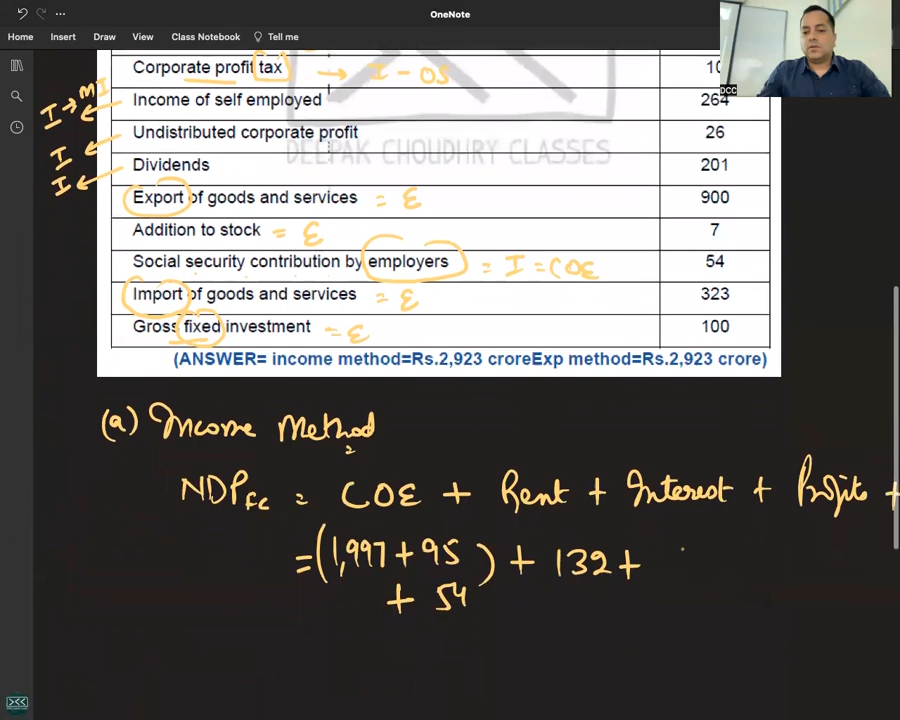 OneNote
Home Insert Draw View Class Notebook Tell me
Corporate profit tax → I - OS 10
I → MI ← Income of self employed 264
I ← Undistributed corporate profit 26
DEEPAK CHOUDHRY CLASSES
I ← Dividends 201
Export of goods and services = E 900
Addition to stock = E 7
Social security contribution by employers = I = COE 54
Import of goods and services = E 323
Gross fixed investment = E 100
(ANSWER= income method=Rs.2,923 croreExp method=Rs.2,923 crore)
(a) Income Method
NDPFC = COE + Rent + Interest + Profits +
= (1,997 + 95 + 54) + 132 +
DCC